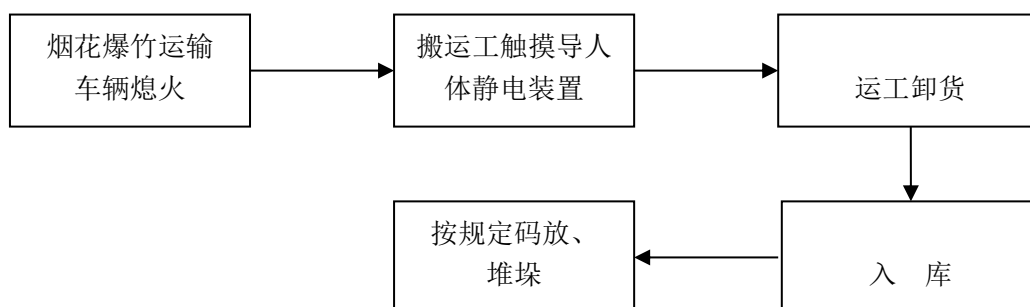 烟花爆竹运输
车辆熄火
搬运工触摸导人
体静电装置
运工卸货
入 库
按规定码放、
堆垛